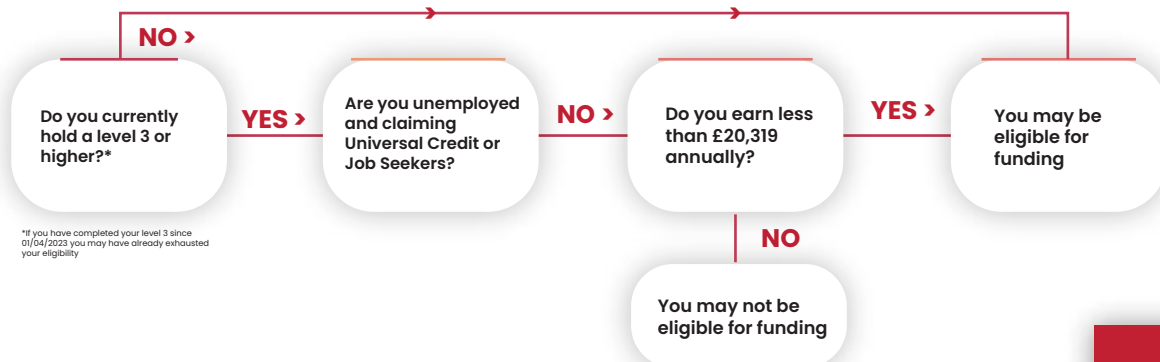 NO >
Do you currently
hold a level 3 or
higher?*
YES >
Are you unemployed
and claiming
Universal Credit or
Job Seekers?
NO >
Do you earn less
than £20,319
annually?
YES >
You may be
eligible for
funding
*If you have completed your level 3 since
01/04/2023 you may have already exhausted
your eligibility
NO
You may not be
eligible for funding